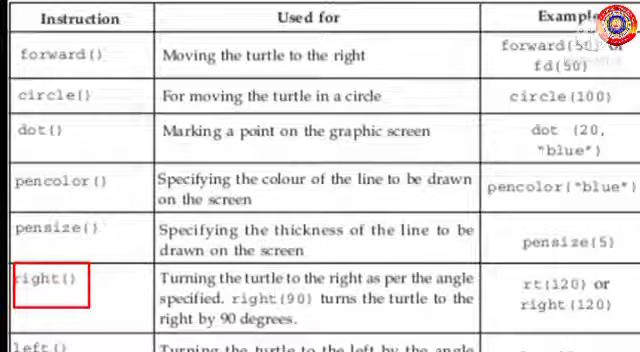 Instruction Used for Example
forward() Moving the turtle to the right forward(50) or
fd(50)
circle() For moving the turtle in a circle circle(100)
dot() Marking a point on the graphic screen dot (20,
"blue")
pencolor() Specifying the colour of the line to be drawn
on the screen pencolor("blue")
pensize() Specifying the thickness of the line to be
drawn on the screen pensize(5)
right() Turning the turtle to the right as per the angle
specified. right(90) turns the turtle to the
right by 90 degrees. rt(120) or
right(120)
left() Turning the turtle to the left by the angle